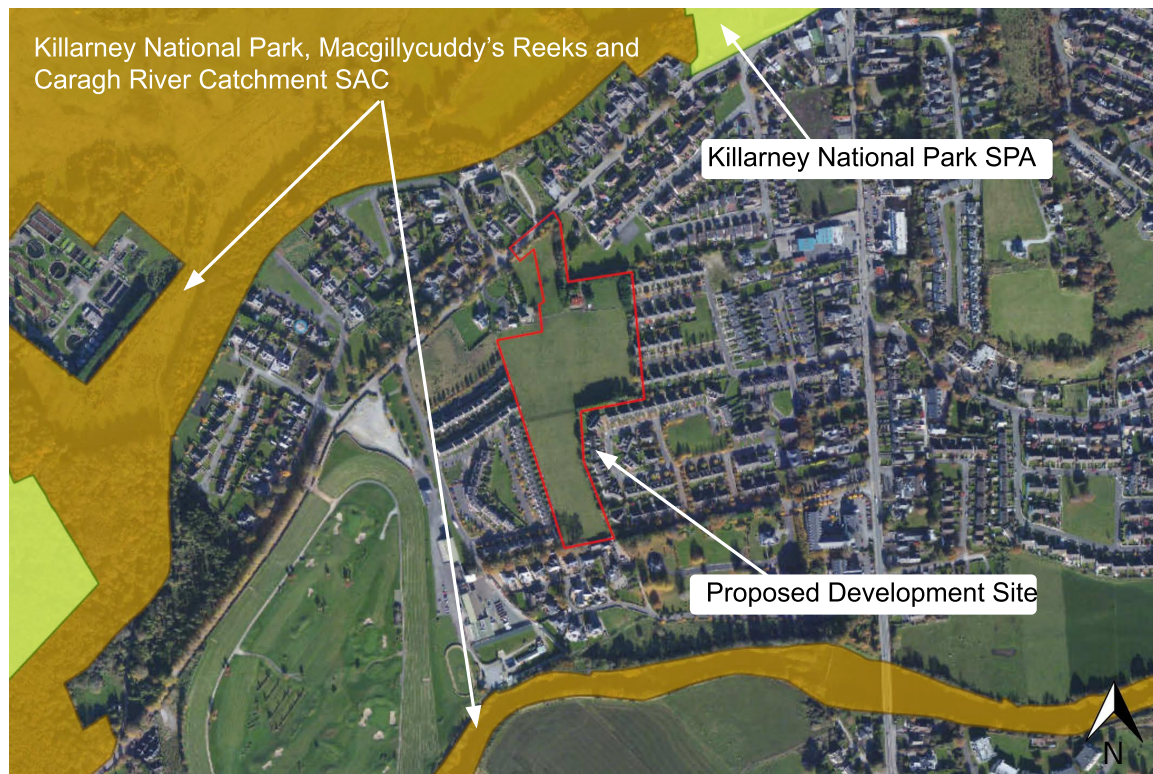 Killarney National Park, Macgillycuddy's Reeks and
Caragh River Catchment SAC
Killarney National Park SPA
Proposed Development Site
N